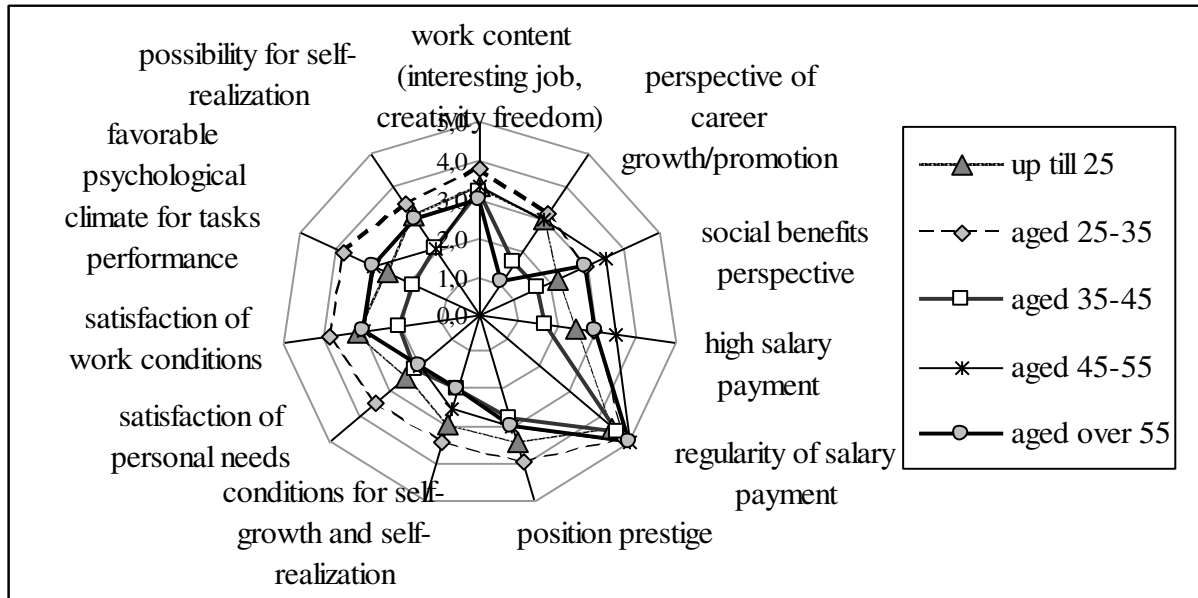 work content
(interesting job,
creativity freedom)
perspective of
career
growth/promotion
social benefits
perspective
high salary
payment
regularity of salary
payment
position prestige
conditions for self-
growth and self-
realization
satisfaction of
personal needs
satisfaction of
work conditions
favorable
psychological
climate for tasks
performance
possibility for self-
realization
5,0
4,0
3,0
2,0
1,0
0,0
up till 25
aged 25-35
aged 35-45
aged 45-55
aged over 55